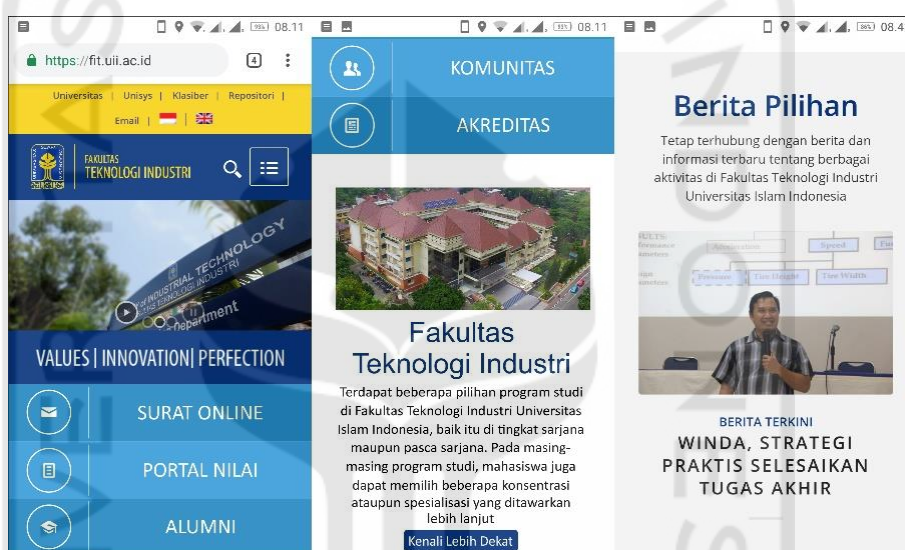 08.11
https://fit.uii.ac.id
4
Universitas | Unisys | Klasiber | Repositori |
Email |
FAKULTAS
TEKNOLOGI INDUSTRI
INDUSTRIAL TECHNOLOGY
Department
VALUES | INNOVATION| PERFECTION
SURAT ONLINE
PORTAL NILAI
ALUMNI
08.11
KOMUNITAS
AKREDITAS
Fakultas
Teknologi Industri
Terdapat beberapa pilihan program studi
di Fakultas Teknologi Industri Universitas
Islam Indonesia, baik itu di tingkat sarjana
maupun pasca sarjana. Pada masing-
masing program studi, mahasiswa juga
dapat memilih beberapa konsentrasi
ataupun spesialisasi yang ditawarkan
lebih lanjut
Kenali Lebih Dekat
Berita Pilihan
Tetap terhubung dengan berita dan
informasi terbaru tentang berbagai
aktivitas di Fakultas Teknologi Industri
Universitas Islam Indonesia
Speed
Pressure
Tire Height
Tire Width
BERITA TERKINI
WINDA, STRATEGI
PRAKTIS SELESAIKAN
TUGAS AKHIR